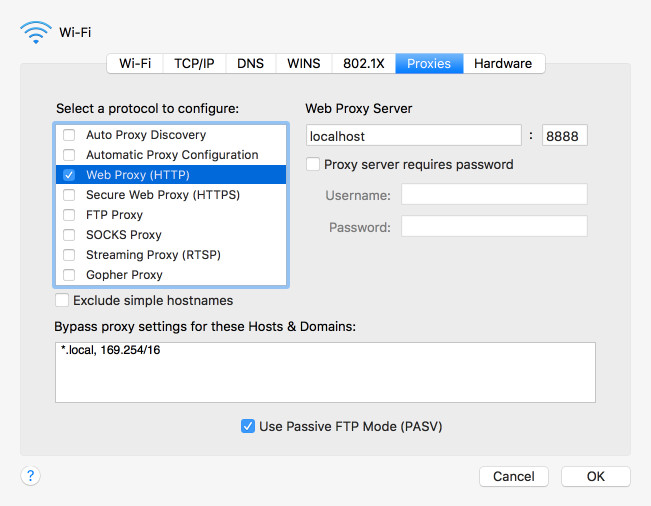 Wi-Fi
Wi-Fi TCP/IP DNS WINS 802.1X Proxies Hardware
Select a protocol to configure:
Auto Proxy Discovery
Automatic Proxy Configuration
Web Proxy (HTTP)
Secure Web Proxy (HTTPS)
FTP Proxy
SOCKS Proxy
Streaming Proxy (RTSP)
Gopher Proxy
Exclude simple hostnames
Web Proxy Server
localhost : 8888
Proxy server requires password
Username:
Password:
Bypass proxy settings for these Hosts & Domains:
*.local, 169.254/16
Use Passive FTP Mode (PASV)
? Cancel OK